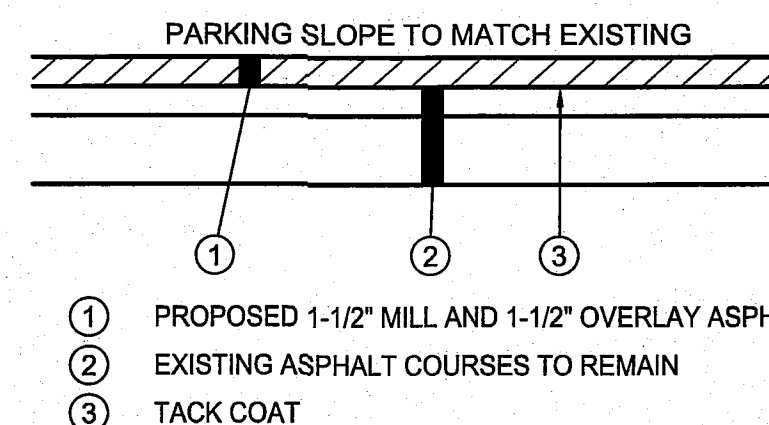 PARKING SLOPE TO MATCH EXISTING
1 2 3
1 PROPOSED 1-1/2" MILL AND 1-1/2" OVERLAY
2 EXISTING ASPHALT COURSES TO REMAIN
3 TACK COAT